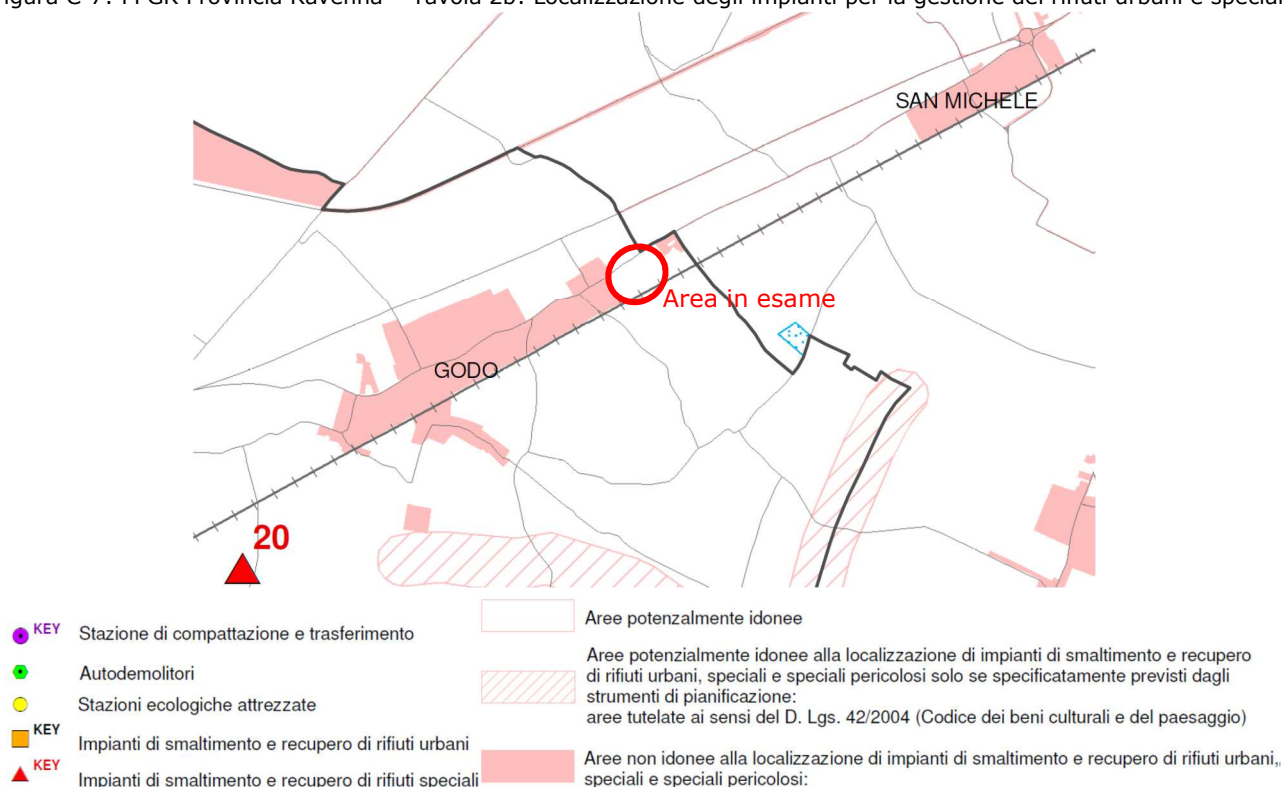 Provincia Ravenna
Tavola 2b: Localizzazione degli impianti per la gestione dei rifiuti urbani e special
SAN MICHELE
Area in esame
GODO
20
KEY Stazione di compattazione e trasferimento
Autodemolitori
Stazioni ecologiche attrezzate
KEY Impianti di smaltimento e recupero di rifiuti urbani
KEY Impianti di smaltimento e recupero di rifiuti speciali
Aree potenzalmente idonee
Aree potenzialmente idonee alla localizzazione di impianti di smaltimento e recupero
di rifiuti urbani, speciali e speciali pericolosi solo se specificatamente previsti dagli
strumenti di pianificazione:
aree tutelate ai sensi del D. Lgs. 42/2004 (Codice dei beni culturali e del paesaggio)
Aree non idonee alla localizzazione di impianti di smaltimento e recupero di rifiuti urbani,,
speciali e speciali pericolosi: